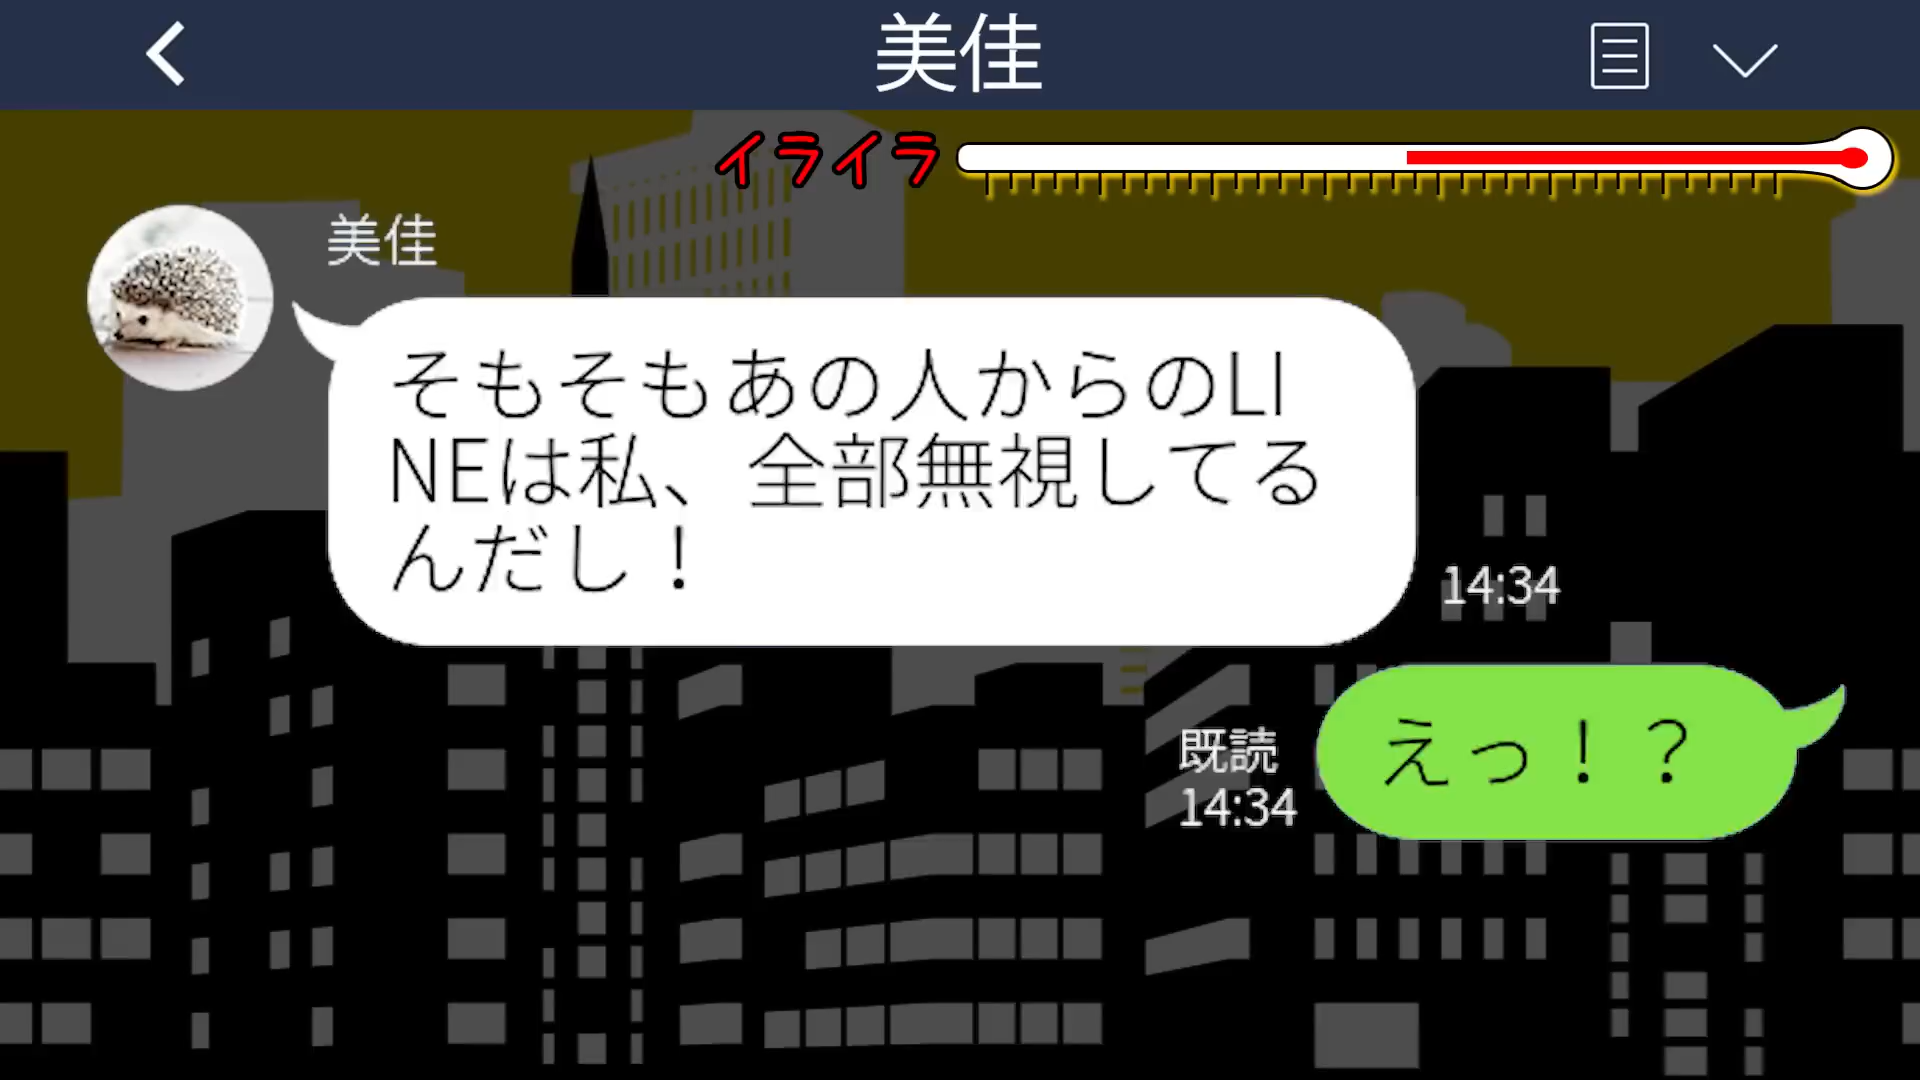 美佳
イライラ
美佳
そもそもあの人からのLI
NEは私、全部無視してる
んだし！
14:34
えっ！？
既読
14:34